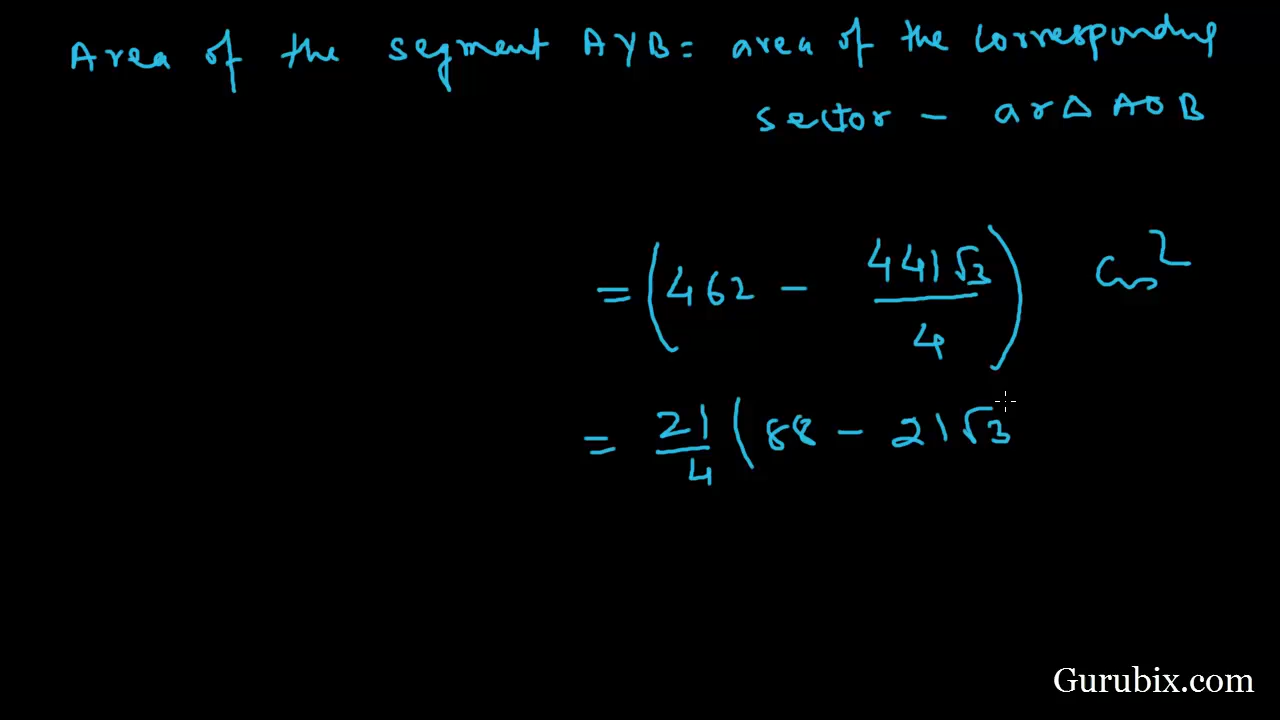 Area of the segment AYB = area of the corresponding
sector - ar△ AOB
= (462 - 441√3/4) cm²
= 21/4 (88 - 21√3
Gurubix.com